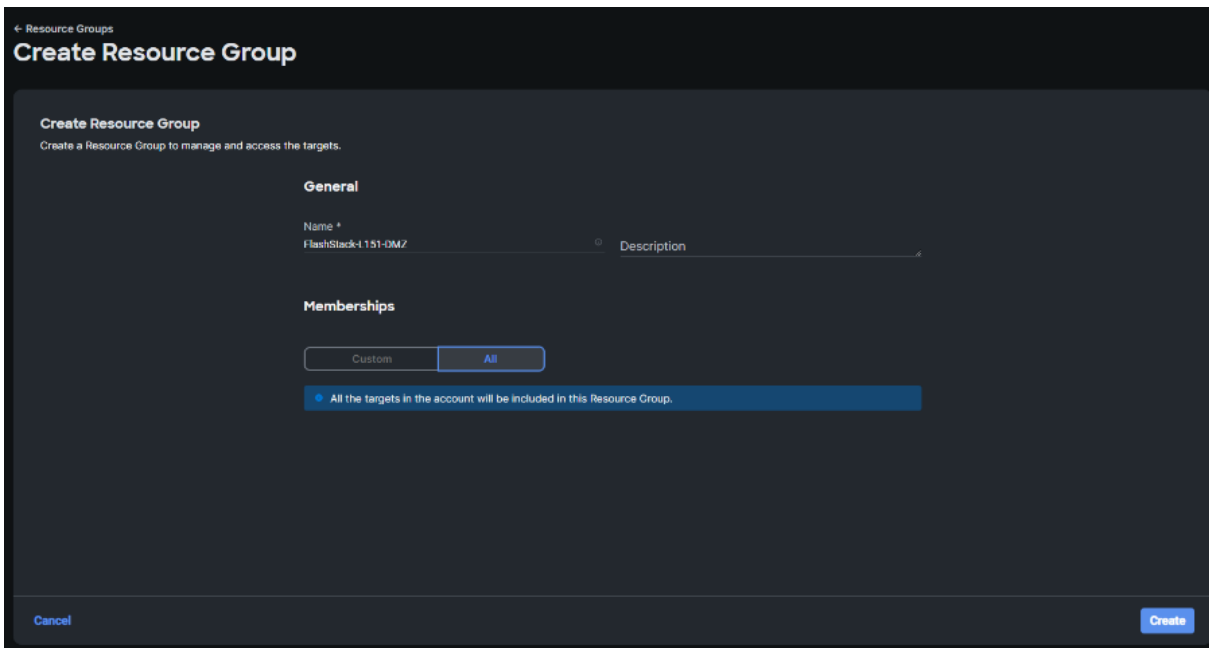 ← Resource Groups
Create Resource Group
Create Resource Group
Create a Resource Group to manage and access the targets.
General
Name *
FlashStack-L151-DMZ
Description
Memberships
Custom
All
All the targets in the account will be included in this Resource Group.
Cancel
Create